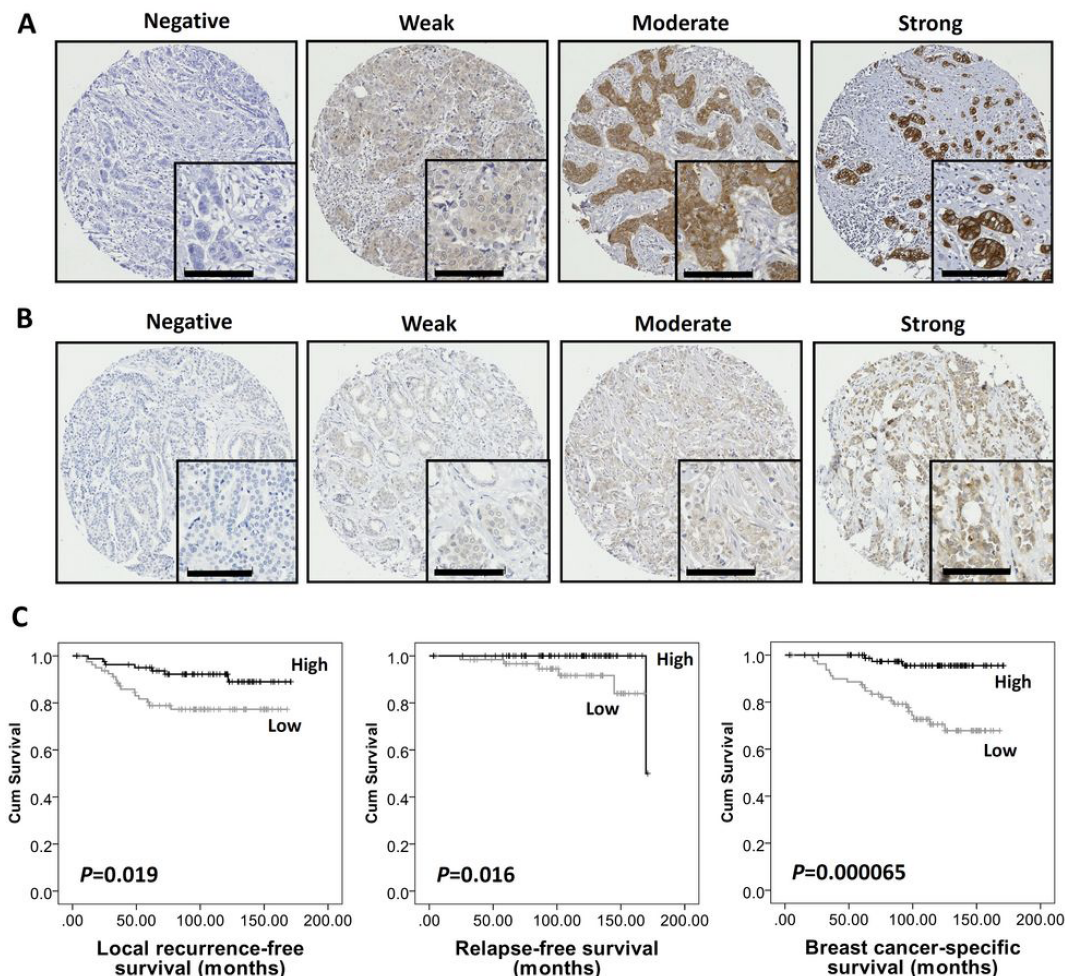 A
Negative Weak Moderate Strong
B
Negative Weak Moderate Strong
C
Cum Survival
1.0
0.8
0.6
0.4
0.2
0.0
High
Low
P=0.019
.00 50.00 100.00 150.00 200.00
Local recurrence-free
survival (months)
Cum Survival
1.0
0.8
0.6
0.4
0.2
0.0
High
Low
P=0.016
.00 50.00 100.00 150.00 200.00
Relapse-free survival (months)
Cum Survival
1.0
0.8
0.6
0.4
0.2
0.0
High
Low
P=0.000065
.00 50.00 100.00 150.00 200.00
Breast cancer-specific
survival (months)